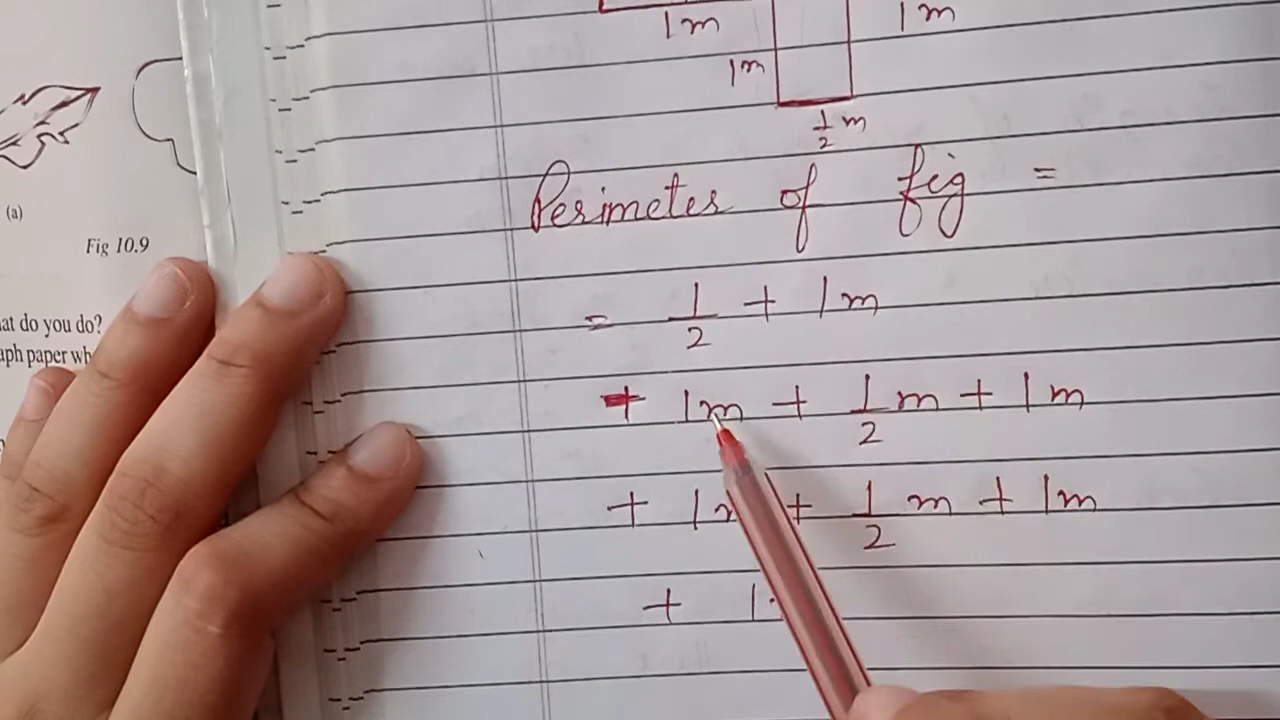 1m 1m
1m
1/2 m
(a)
Fig 10.9
Perimeter of fig =
= 1/2 + 1m
+ 1m + 1/2 m + 1m
+ 1m + 1/2 m + 1m
+ 1
at do you do?
aph paper wh